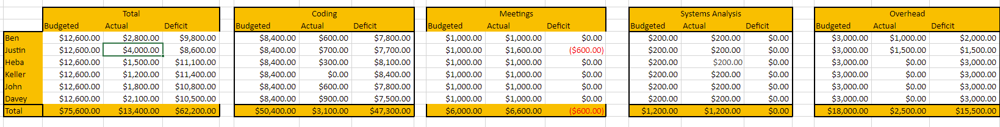 Total Coding Meetings Systems Analysis Overhead
Budgeted Actual Deficit Budgeted Actual Deficit Budgeted Actual Deficit Budgeted Actual Deficit Budgeted Actual Deficit
Ben $12,600.00 $2,800.00 $9,800.00 $8,400.00 $600.00 $7,800.00 $1,000.00 $1,000.00 $0.00 $200.00 $200.00 $0.00 $3,000.00 $1,000.00 $2,000.00
Justin $12,600.00 $4,000.00 $8,600.00 $8,400.00 $700.00 $7,700.00 $1,000.00 $1,600.00 ($600.00) $200.00 $200.00 $0.00 $3,000.00 $1,500.00 $1,500.00
Heba $12,600.00 $1,500.00 $11,100.00 $8,400.00 $300.00 $8,100.00 $1,000.00 $1,000.00 $0.00 $200.00 $200.00 $0.00 $3,000.00 $0.00 $3,000.00
Keller $12,600.00 $1,200.00 $11,400.00 $8,400.00 $0.00 $8,400.00 $1,000.00 $1,000.00 $0.00 $200.00 $200.00 $0.00 $3,000.00 $0.00 $3,000.00
John $12,600.00 $1,800.00 $10,800.00 $8,400.00 $600.00 $7,800.00 $1,000.00 $1,000.00 $0.00 $200.00 $200.00 $0.00 $3,000.00 $0.00 $3,000.00
Davey $12,600.00 $2,100.00 $10,500.00 $8,400.00 $900.00 $7,500.00 $1,000.00 $1,000.00 $0.00 $200.00 $200.00 $0.00 $3,000.00 $0.00 $3,000.00
Total $75,600.00 $13,400.00 $62,200.00 $50,400.00 $3,100.00 $47,300.00 $6,000.00 $6,600.00 ($600.00) $1,200.00 $1,200.00 $0.00 $18,000.00 $2,500.00 $15,500.00